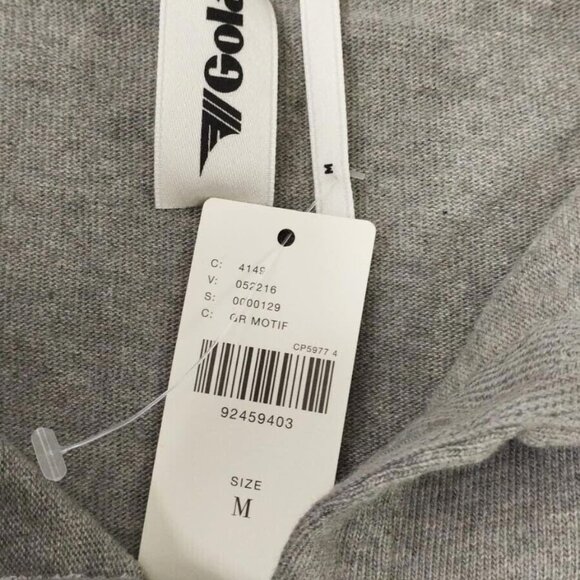 Gola
M
C: 4149
V: 052216
S: 0000129
C: GR MOTIF
CP5977 4
92459403
SIZE
M